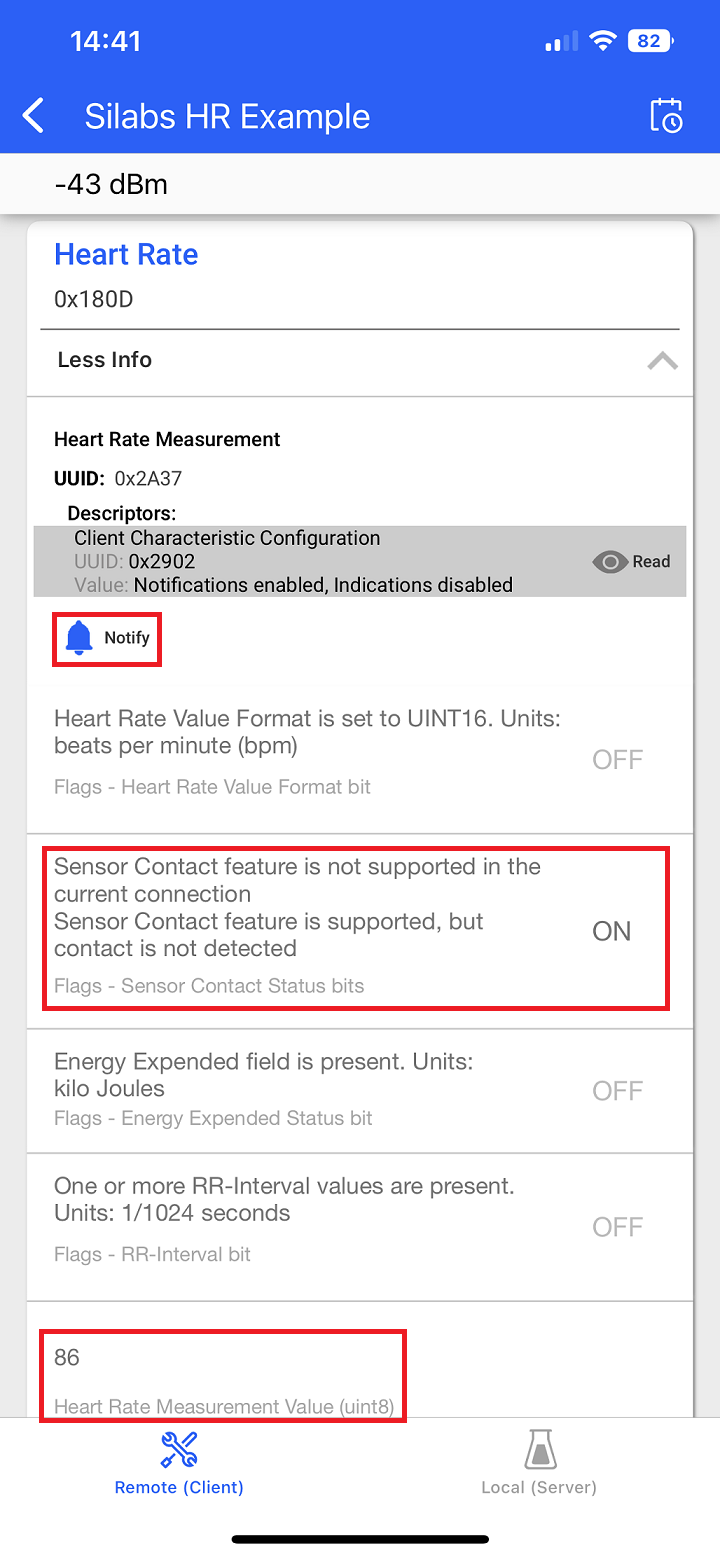 14:41
82
Silabs HR Example
-43 dBm
Heart Rate
0x180D
Less Info
Heart Rate Measurement
UUID: 0x2A37
Descriptors:
Client Characteristic Configuration
UUID: 0x2902
Read
Value: Notifications enabled, Indications disabled
Notify
Heart Rate Value Format is set to UINT16. Units:
beats per minute (bpm)
OFF
Flags - Heart Rate Value Format bit
Sensor Contact feature is not supported in the
current connection
Sensor Contact feature is supported, but
contact is not detected
ON
Flags - Sensor Contact Status bits
Energy Expended field is present. Units:
kilo Joules
OFF
Flags - Energy Expended Status bit
One or more RR-Interval values are present.
Units: 1/1024 seconds
OFF
Flags - RR-Interval bit
86
Heart Rate Measurement Value (uint8)
Remote (Client)
Local (Server)